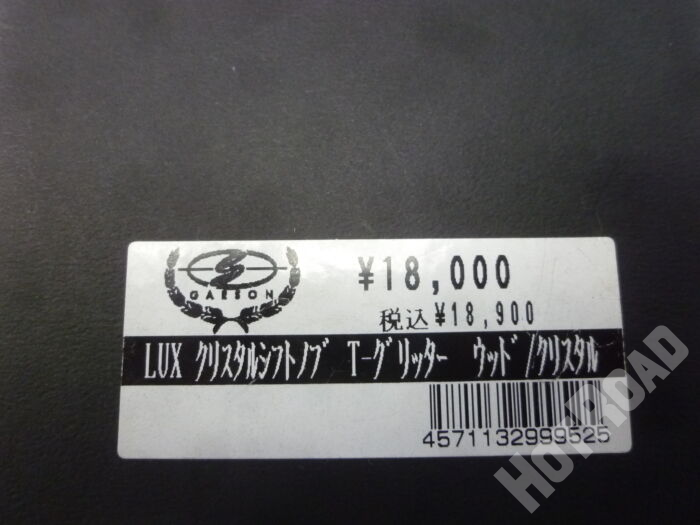 GARSON
¥18,000
税込¥18,900
LUX クリスタルシフトノブ T-グリッター ウッド/クリスタル
4571132999525
HotROAD